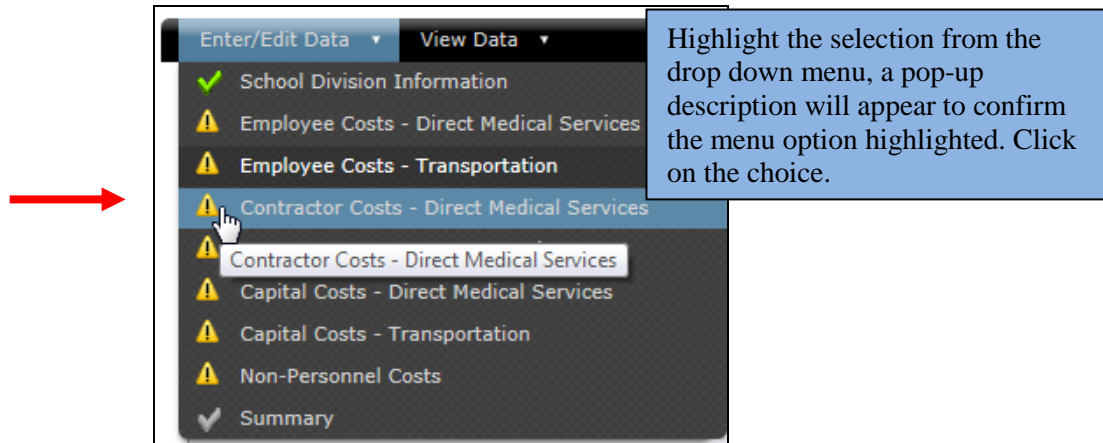 Enter/Edit Data View Data
School Division Information
Employee Costs - Direct Medical Services
Employee Costs - Transportation
Contractor Costs - Direct Medical Services
Contractor Costs - Direct Medical Services
Capital Costs - Direct Medical Services
Capital Costs - Transportation
Non-Personnel Costs
Summary
Highlight the selection from the
drop down menu, a pop-up
description will appear to confirm
the menu option highlighted. Click
on the choice.